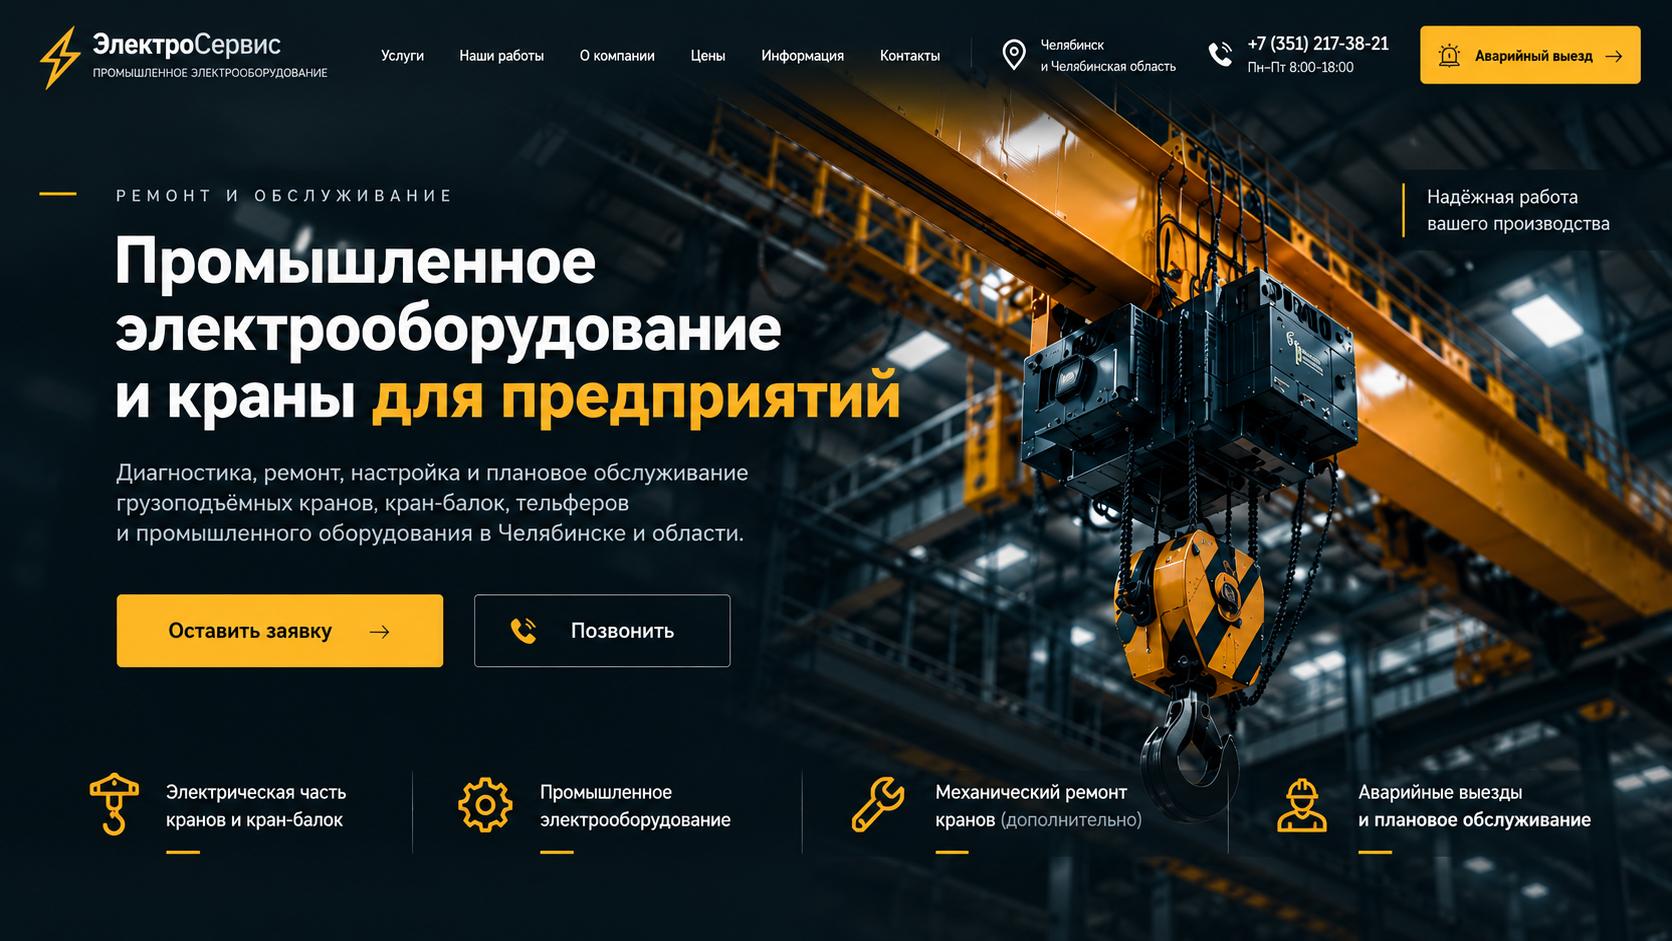 ЭлектроСервис
ПРОМЫШЛЕННОЕ ЭЛЕКТРООБОРУДОВАНИЕ
Услуги
Наши работы
О компании
Цены
Информация
Контакты
Челябинск
и Челябинская область
+7 (351) 217-38-21
Пн–Пт 8:00-18:00
Аварийный выезд
Надёжная работа
вашего производства
РЕМОНТ И ОБСЛУЖИВАНИЕ
Промышленное
электрооборудование
и краны для предприятий
Диагностика, ремонт, настройка и плановое обслуживание
грузоподъёмных кранов, кран-балок, тельферов
и промышленного оборудования в Челябинске и области.
Оставить заявку
Позвонить
Электрическая часть
кранов и кран-балок
Промышленное
электрооборудование
Механический ремонт
кранов (дополнительно)
Аварийные выезды
и плановое обслуживание